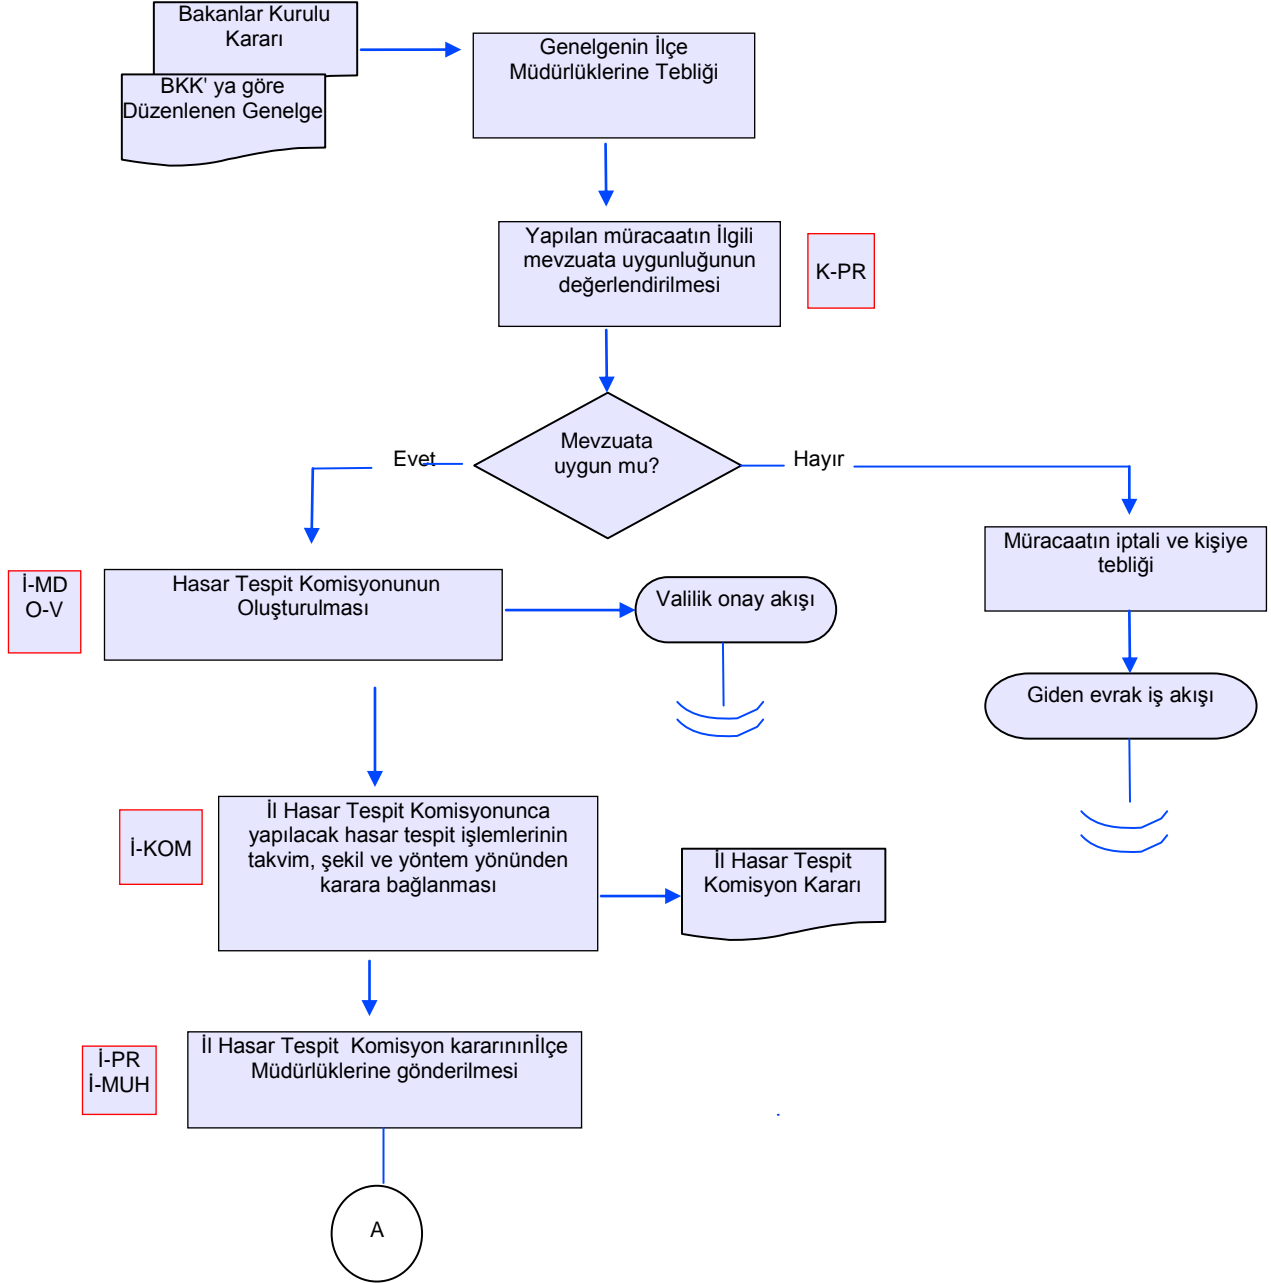 Bakanlar Kurulu
Kararı
BKK' ya göre
Düzenlenen Genelge
Genelgenin İlçe
Müdürlüklerine Tebliği
Yapılan müracaatın İlgili
mevzuata uygunluğunun
değerlendirilmesi
K-PR
Mevzuata
uygun mu?
Evet
Hayır
Müracaatın iptali ve kişiye
tebliği
İ-MD
O-V
Hasar Tespit Komisyonunun
Oluşturulması
Valilik onay akışı
Giden evrak iş akışı
İ-KOM
İl Hasar Tespit Komisyonunca
yapılacak hasar tespit işlemlerinin
takvim, şekil ve yöntem yönünden
karara bağlanması
İl Hasar Tespit
Komisyon Kararı
İ-PR
İ-MUH
İl Hasar Tespit  Komisyon kararınınİlçe
Müdürlüklerine gönderilmesi
A